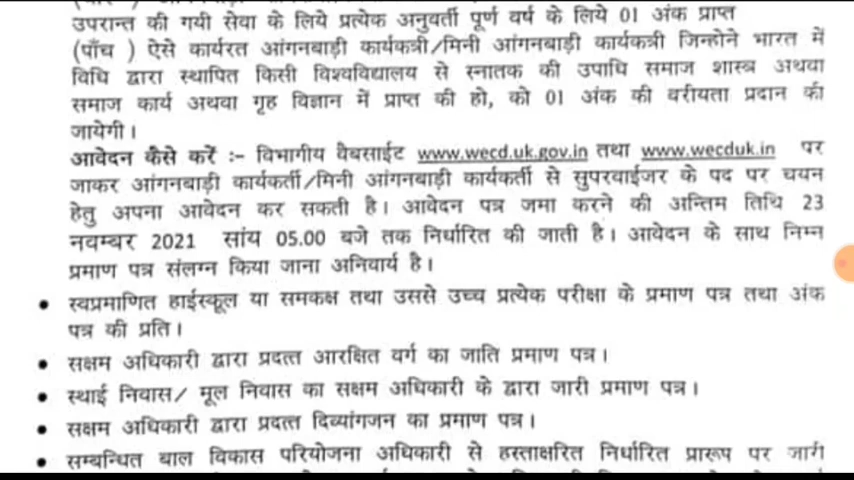 उपरान्त की गयी सेवा के लिये प्रत्येक अनुवर्ती पूर्ण वर्ष के लिये 01 अंक प्राप्त
(पाँच ) ऐसे कार्यरत आंगनबाड़ी कार्यकत्री/मिनी आंगनबाड़ी कार्यकत्री जिन्होने भारत में
विधि द्वारा स्थापित किसी विश्वविद्यालय से स्नातक की उपाधि समाज शास्त्र अथवा
समाज कार्य अथवा गृह विज्ञान में प्राप्त की हो, को 01 अंक की वरीयता प्रदान की
जायेगी।
आवेदन कैसे करें :- विभागीय वैबसाईट www.wecd.uk.gov.in तथा www.wecduk.in पर
जाकर आंगनबाड़ी कार्यकर्ती/मिनी आंगनबाड़ी कार्यकर्ती से सुपरवाईजर के पद पर चयन
हेतु अपना आवेदन कर सकती है। आवेदन पत्र जमा करने की अन्तिम तिथि 23
नवम्बर 2021 सांय 05.00 बजे तक निर्धारित की जाती है। आवेदन के साथ निम्न
प्रमाण पत्र संलग्न किया जाना अनिवार्य है।
• स्वप्रमाणित हाईस्कूल या समकक्ष तथा उससे उच्च प्रत्येक परीक्षा के प्रमाण पत्र तथा अंक
पत्र की प्रति।
• सक्षम अधिकारी द्वारा प्रदत्त आरक्षित वर्ग का जाति प्रमाण पत्र।
• स्थाई निवास/ मूल निवास का सक्षम अधिकारी के द्वारा जारी प्रमाण पत्र।
• सक्षम अधिकारी द्वारा प्रदत्त दिव्यांगजन का प्रमाण पत्र।
• सम्बन्धित बाल विकास परियोजना अधिकारी से हस्ताक्षरित निर्धारित प्रारूप पर जारी